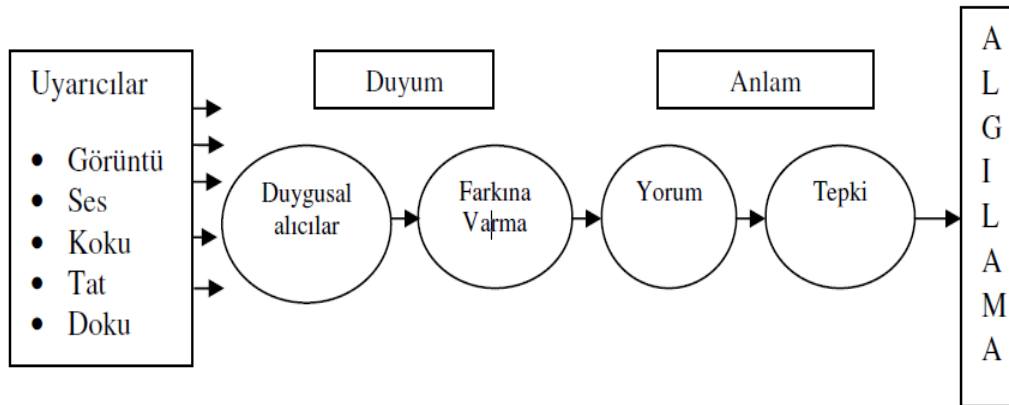 Uyarıcılar
• Görüntü
• Ses
• Koku
• Tat
• Doku
Duyum
Anlam
Duygusal
alıcılar
Farkına
Varma
Yorum
Tepki
A
L
G
I
L
A
M
A